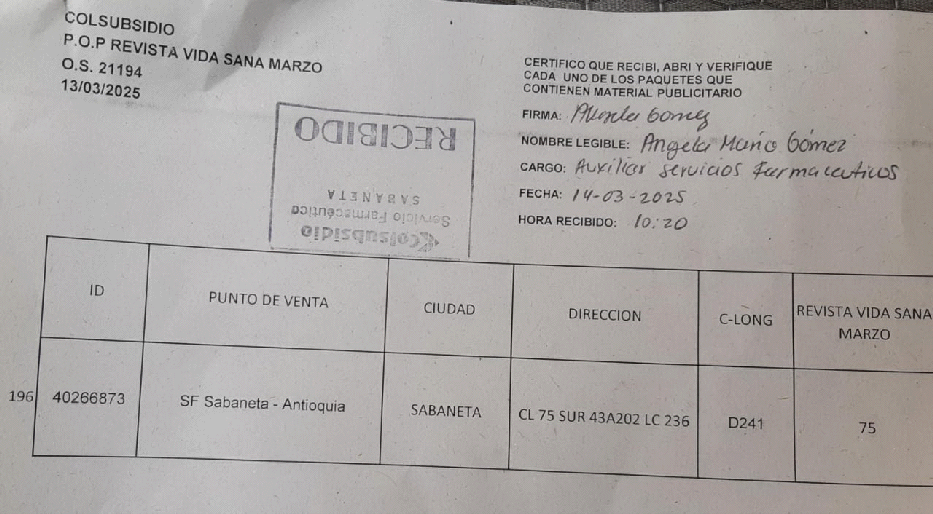 COLSUBSIDIO
P.O.P REVISTA VIDA SANA MARZO
O.S. 21194
13/03/2025
CERTIFICO QUE RECIBI, ABRI Y VERIFIQUE
CADA UNO DE LOS PAQUETES QUE
CONTIENEN MATERIAL PUBLICITARIO
FIRMA: Gomez
NOMBRE LEGIBLE: Angela María Gómez
CARGO: Auxiliar servicios farmaceuticos
FECHA: 14-03-2025
HORA RECIBIDO: 10:20
Colsubsidio
Servicio Farmacéutico
SABANETA
RECIBIDO
ID PUNTO DE VENTA CIUDAD DIRECCION C-LONG REVISTA VIDA SANA
MARZO
196 40266873 SF Sabaneta - Antioquia SABANETA CL 75 SUR 43A202 LC 236 D241 75